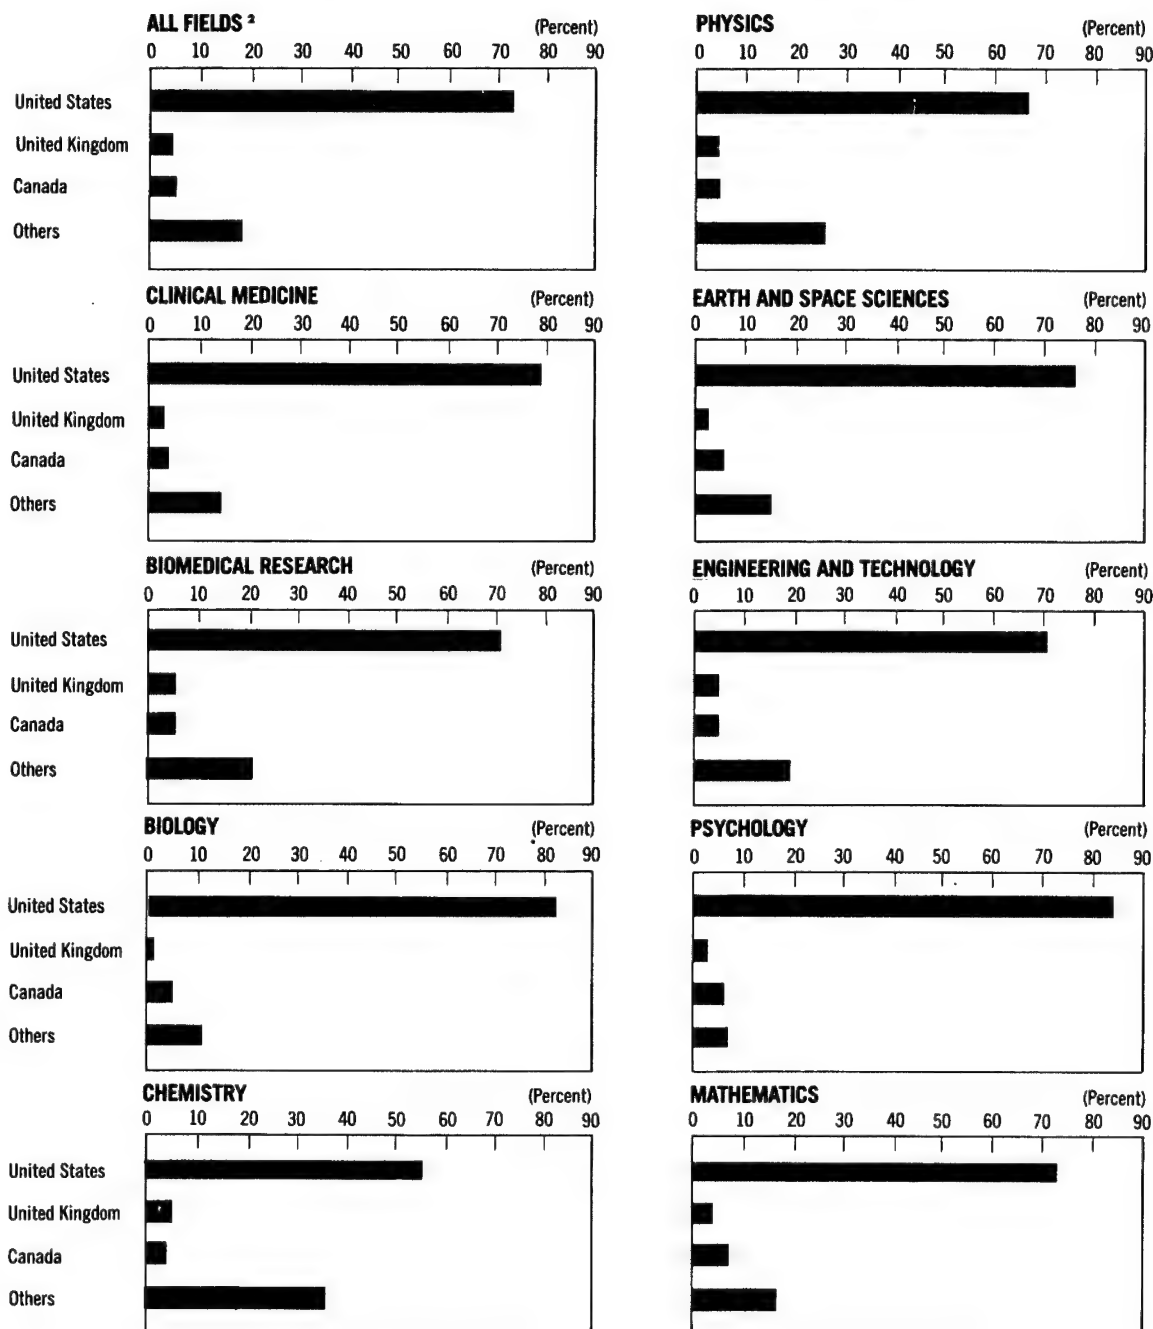 ALL FIELDS ²
(Percent)
0 10 20 30 40 50 60 70 80 90
United States
United Kingdom
Canada
Others
PHYSICS
(Percent)
0 10 20 30 40 50 60 70 80 90
CLINICAL MEDICINE
(Percent)
0 10 20 30 40 50 60 70 80 90
United States
United Kingdom
Canada
Others
EARTH AND SPACE SCIENCES
(Percent)
0 10 20 30 40 50 60 70 80 90
BIOMEDICAL RESEARCH
(Percent)
0 10 20 30 40 50 60 70 80 90
United States
United Kingdom
Canada
Others
ENGINEERING AND TECHNOLOGY
(Percent)
0 10 20 30 40 50 60 70 80 90
BIOLOGY
(Percent)
0 10 20 30 40 50 60 70 80 90
United States
United Kingdom
Canada
Others
PSYCHOLOGY
(Percent)
0 10 20 30 40 50 60 70 80 90
CHEMISTRY
(Percent)
0 10 20 30 40 50 60 70 80 90
United States
United Kingdom
Canada
Others
MATHEMATICS
(Percent)
0 10 20 30 40 50 60 70 80 90